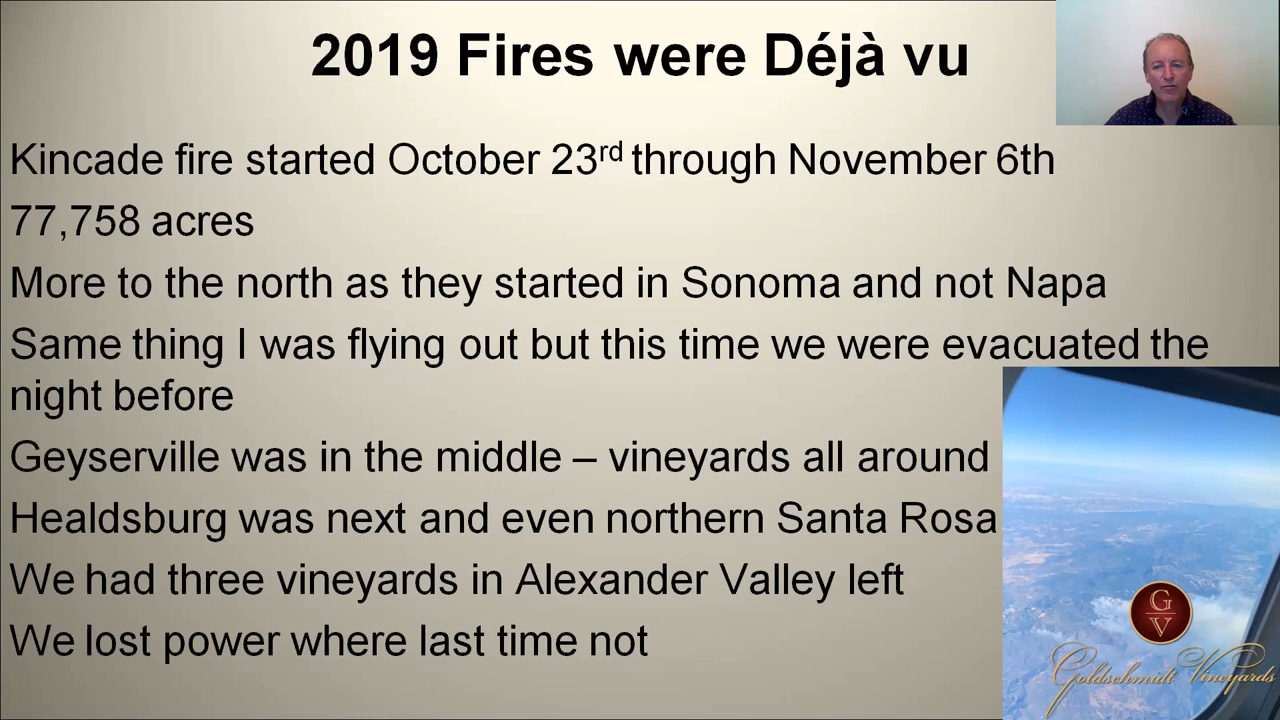 2019 Fires were Déjà vu
Kincade fire started October 23rd through November 6th
77,758 acres
More to the north as they started in Sonoma and not Napa
Same thing I was flying out but this time we were evacuated the
night before
Geyserville was in the middle – vineyards all around
Healdsburg was next and even northern Santa Rosa
We had three vineyards in Alexander Valley left
We lost power where last time not
G
V
Goldschmidt Vineyards